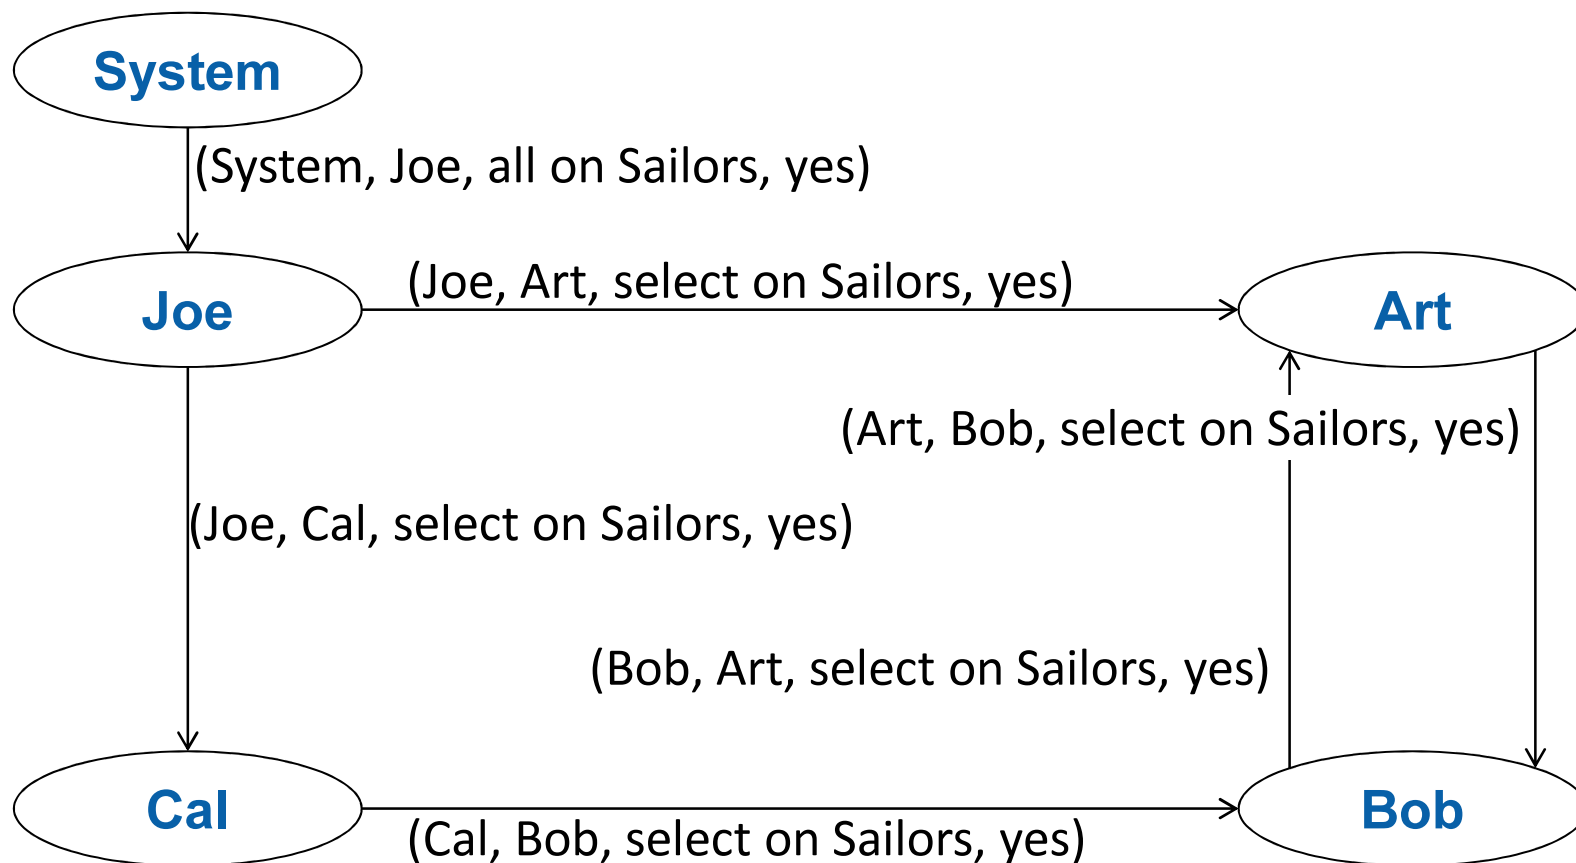 System
(System, Joe, all on Sailors, yes)
Joe
(Joe, Art, select on Sailors, yes)
Art
(Art, Bob, select on Sailors, yes)
(Joe, Cal, select on Sailors, yes)
(Bob, Art, select on Sailors, yes)
Cal
(Cal, Bob, select on Sailors, yes)
Bob